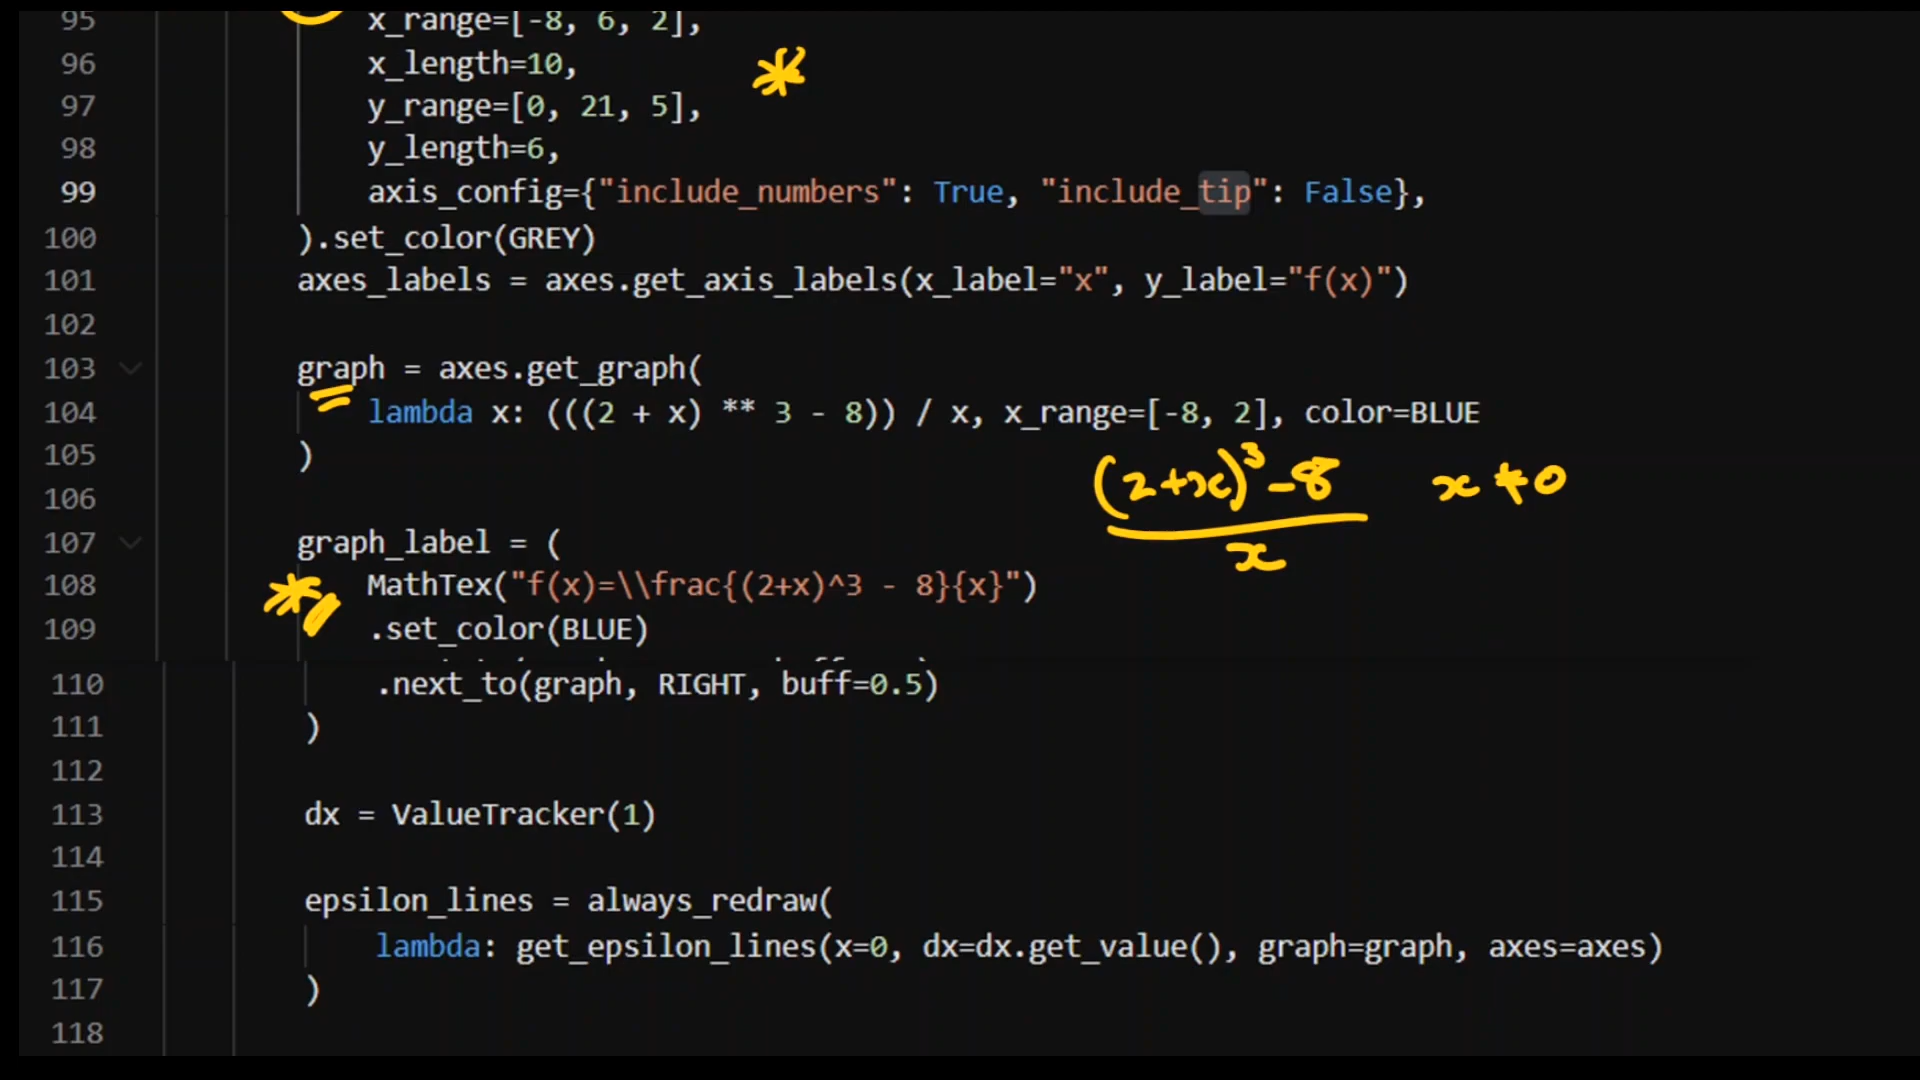 95 x_range=[-8, 6, 2],
96 x_length=10,
97 y_range=[0, 21, 5],
98 y_length=6,
99 axis_config={"include_numbers": True, "include_tip": False},
100 ).set_color(GREY)
101 axes_labels = axes.get_axis_labels(x_label="x", y_label="f(x)")
102
103 graph = axes.get_graph(
104 lambda x: (((2 + x) ** 3 - 8)) / x, x_range=[-8, 2], color=BLUE
105 )
(2+x)³-8 x ≠ 0
106
107 graph_label = (
x
108 MathTex("f(x)=\\frac{(2+x)^3 - 8}{x}")
109 .set_color(BLUE)
110 .next_to(graph, RIGHT, buff=0.5)
111 )
112
113 dx = ValueTracker(1)
114
115 epsilon_lines = always_redraw(
116 lambda: get_epsilon_lines(x=0, dx=dx.get_value(), graph=graph, axes=axes)
117 )
118